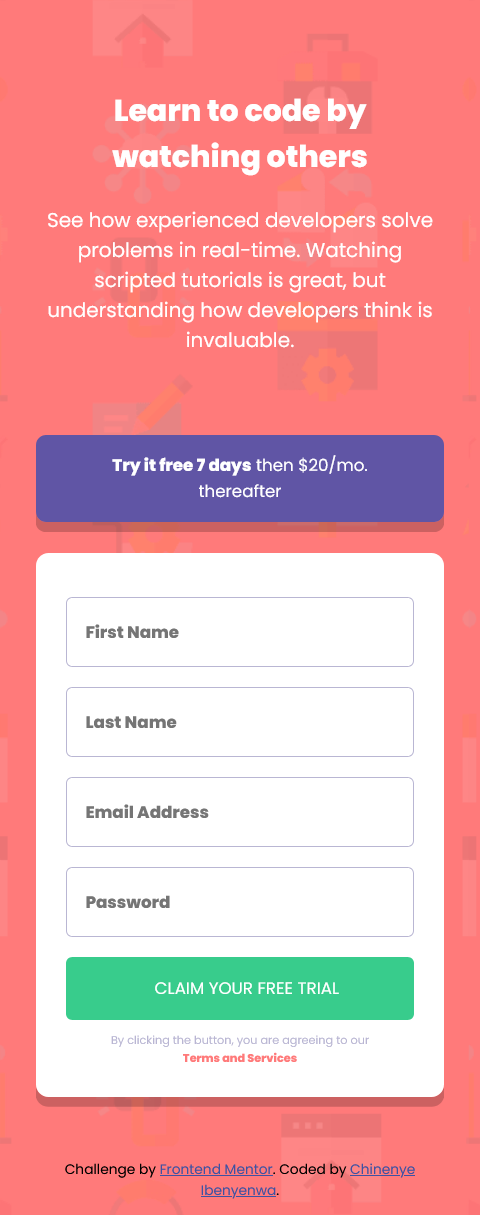 Learn to code by
watching others
See how experienced developers solve
problems in real-time. Watching
scripted tutorials is great, but
understanding how developers think is
invaluable.
Try it free 7 days then $20/mo.
thereafter
First Name
Last Name
Email Address
Password
CLAIM YOUR FREE TRIAL
By clicking the button, you are agreeing to our
Terms and Services
Challenge by Frontend Mentor. Coded by Chinenye
Ibenyenwa.